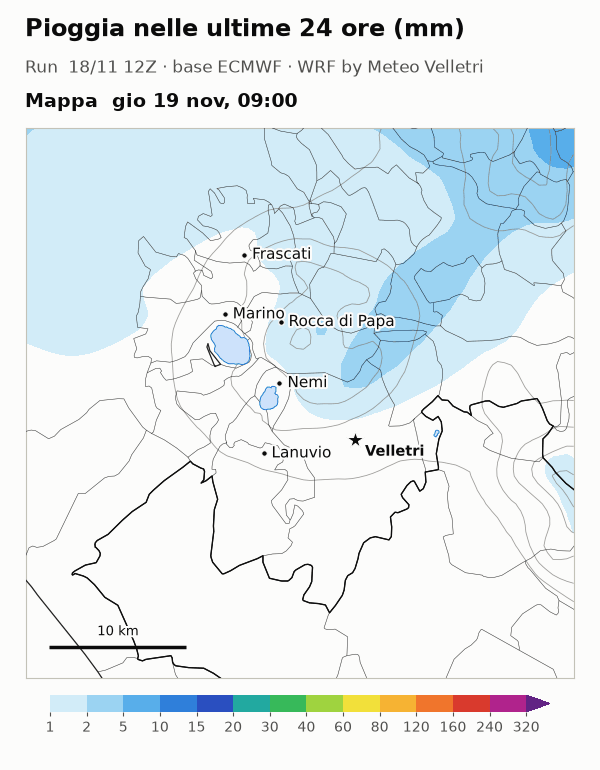 Pioggia nelle ultime 24 ore (mm)
Run 18/11 12Z · base ECMWF · WRF by Meteo Velletri
Mappa gio 19 nov, 09:00
Frascati
Marino
Rocca di Papa
Nemi
Velletri
Lanuvio
10 km
1 2 5 10 15 20 30 40 60 80 120 160 240 320